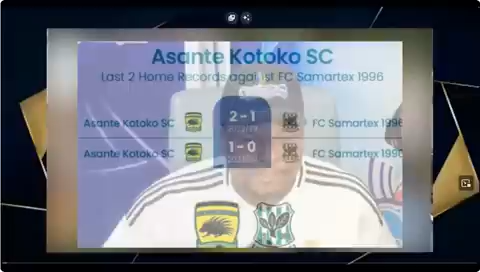 Asante Kotoko SC
Last 2 Home Records against FC Samartex 1996
Asante Kotoko SC 2-1 FC Samartex 1996
Asante Kotoko SC 1-0 FC Samartex 1996